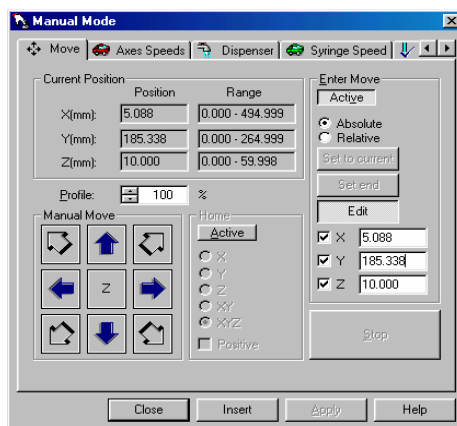 Manual Mode
Move Axes Speeds Dispenser Syringe Speed
Current Position
Position Range
X(mm): 5.088 0.000 - 494.999
Y(mm): 185.338 0.000 - 264.999
Z(mm): 10.000 0.000 - 59.998
Profile: 100 %
Manual Move
Z
Home
Active
X
Y
Z
XY
XYZ
Positive
Enter Move
Active
Absolute
Relative
Set to current
Set end
Edit
X 5.088
Y 185.338
Z 10.000
Stop
Close Insert Apply Help